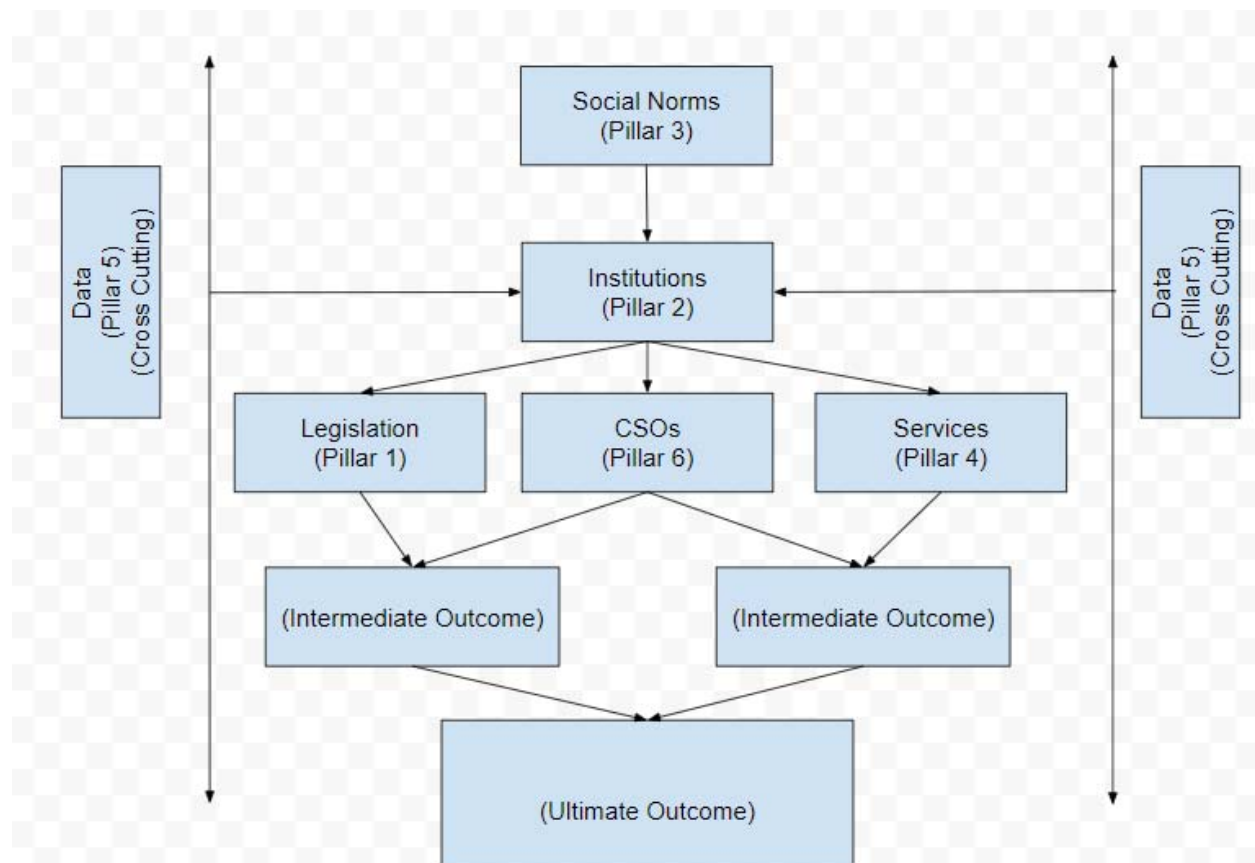 Social Norms
(Pillar 3)
Data
(Pillar 5)
(Cross Cutting)
Institutions
(Pillar 2)
Data
(Pillar 5)
(Cross Cutting)
Legislation
(Pillar 1)
CSOs
(Pillar 6)
Services
(Pillar 4)
(Intermediate Outcome)
(Intermediate Outcome)
(Ultimate Outcome)